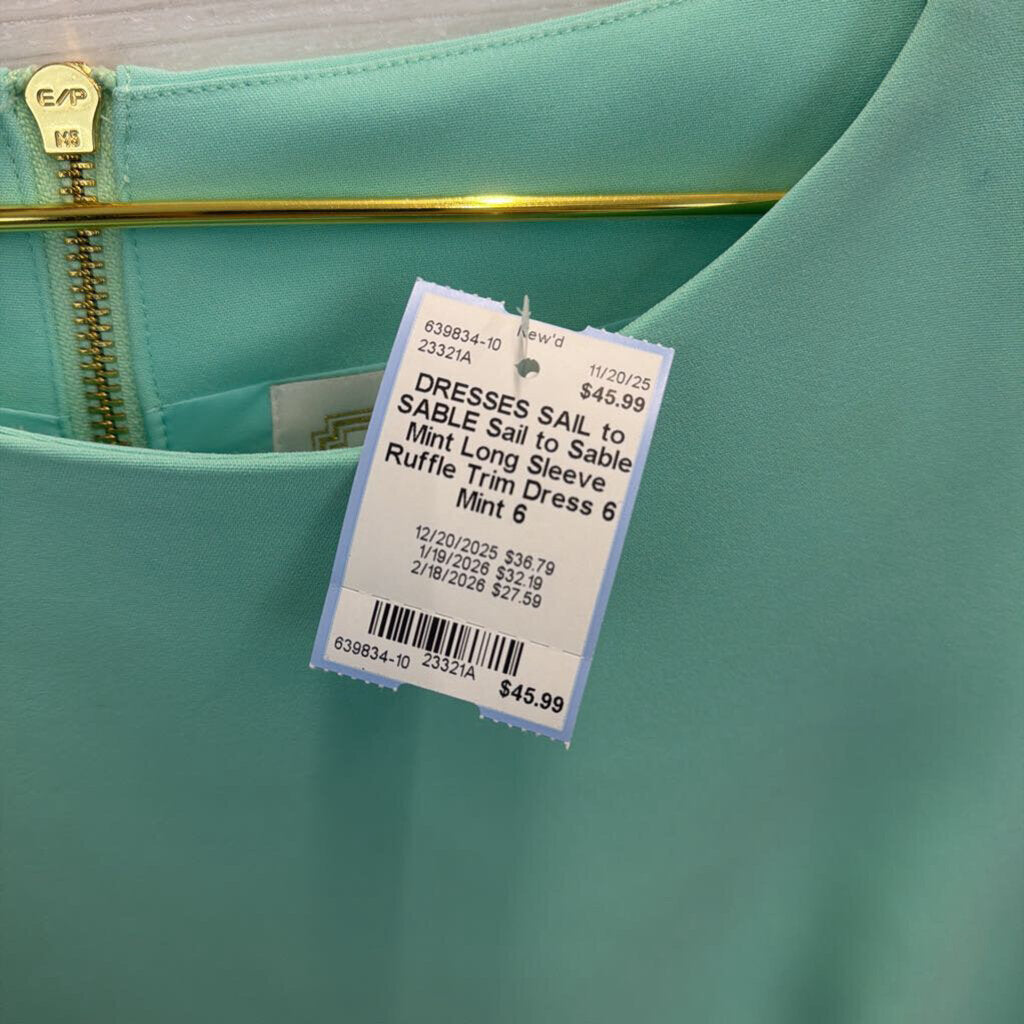 E/P
M5
639834-10 New'd
23321A
11/20/25
$45.99
DRESSES SAIL to
SABLE Sail to Sable
Mint Long Sleeve
Ruffle Trim Dress 6
Mint 6
12/20/2025 $36.79
1/19/2026 $32.19
2/18/2026 $27.59
639834-10 23321A
$45.99